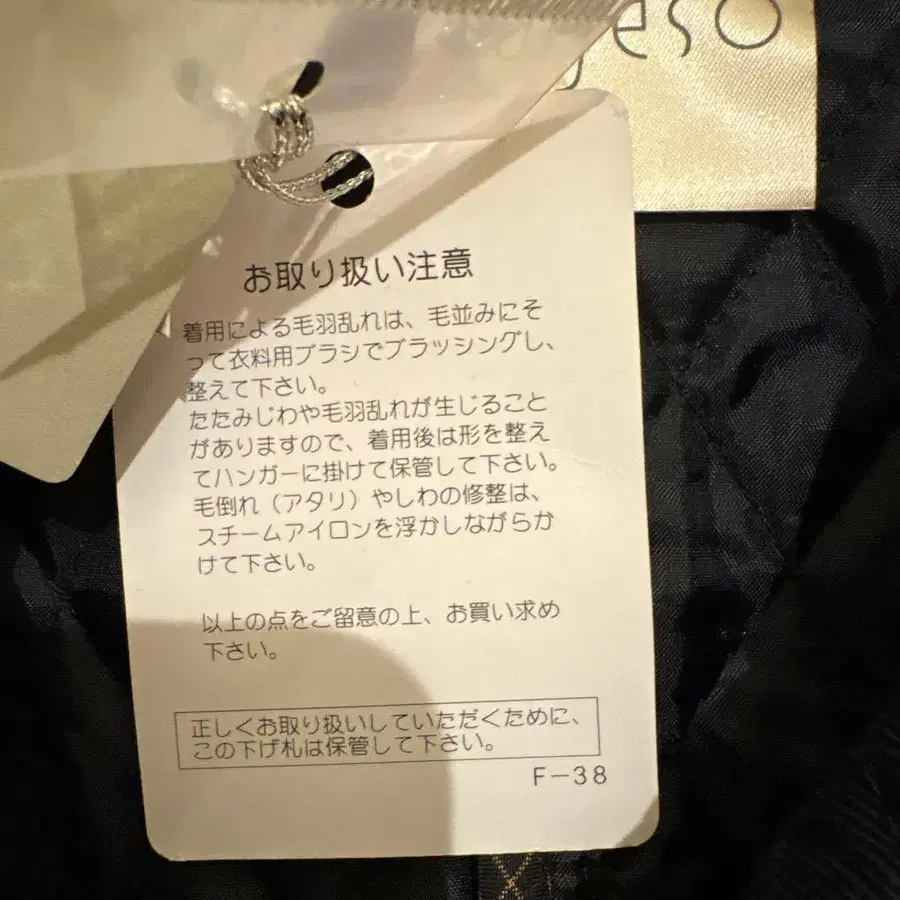 お取り扱い注意
着用による毛羽乱れは、毛並みにそ
って衣料用ブラシでブラッシングし、
整えて下さい。
たたみじわや毛羽乱れが生じること
がありますので、着用後は形を整え
てハンガーに掛けて保管して下さい。
毛倒れ（アタリ）やしわの修整は、
スチームアイロンを浮かしながらか
けて下さい。
以上の点をご留意の上、お買い求め
下さい。
正しくお取り扱いしていただくために、
この下げ札は保管して下さい。
F－38